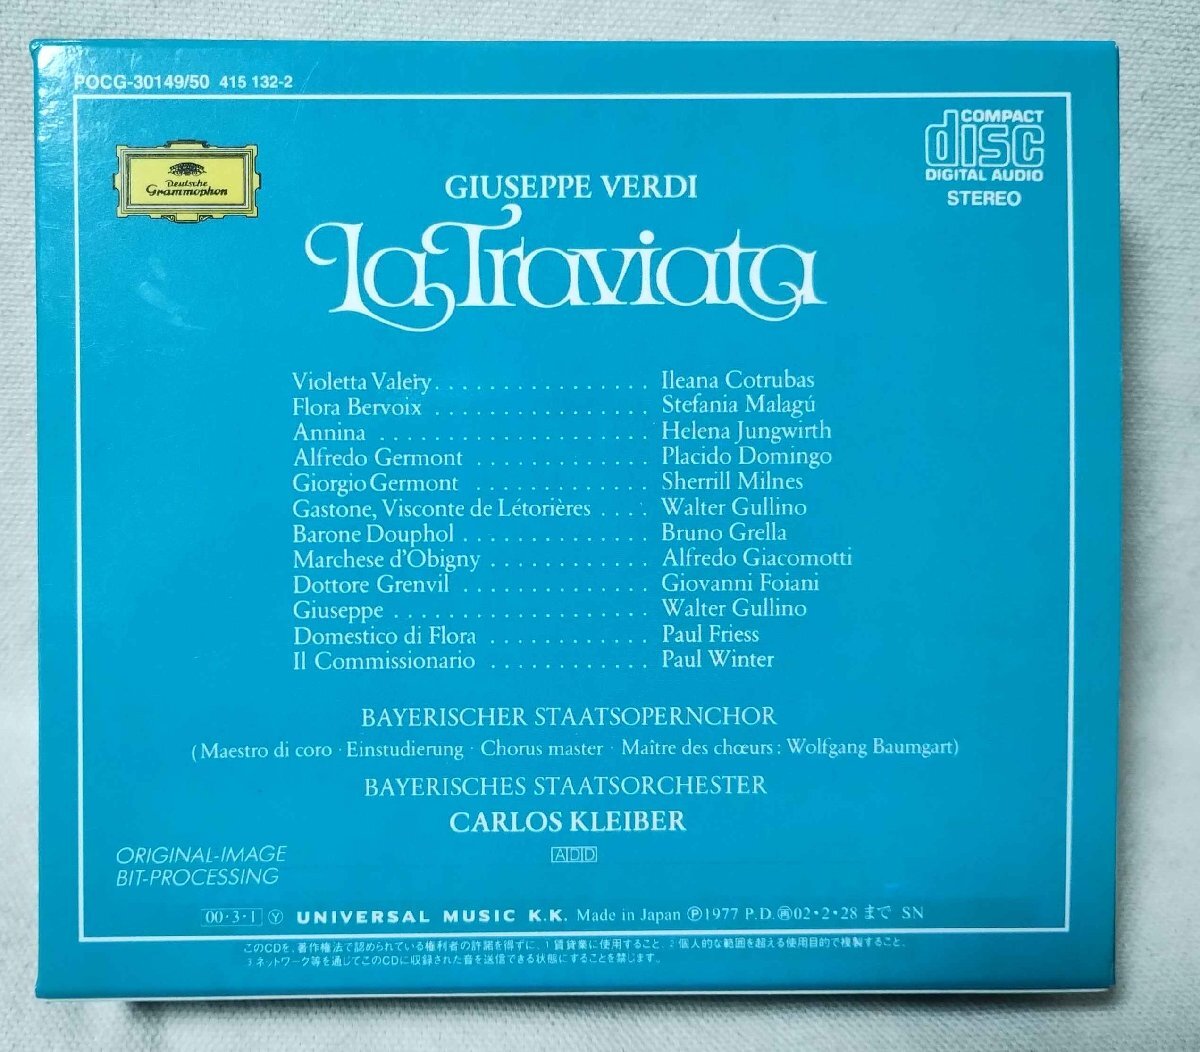 POCG-30149/50 415 132-2
Deutsche
Grammophon
COMPACT
disc
DIGITAL AUDIO
STEREO
GIUSEPPE VERDI
La Traviata
Violetta Valery . . . . . . . . . . . . . . . . . Ileana Cotrubas
Flora Bervoix . . . . . . . . . . . . . . . . . Stefania Malagú
Annina . . . . . . . . . . . . . . . . . . . . . Helena Jungwirth
Alfredo Germont . . . . . . . . . . . . . . Placido Domingo
Giorgio Germont . . . . . . . . . . . . . . Sherrill Milnes
Gastone, Visconte de Létorières . . . . Walter Gullino
Barone Douphol . . . . . . . . . . . . . . . Bruno Grella
Marchese d'Obigny . . . . . . . . . . . . . Alfredo Giacomotti
Dottore Grenvil . . . . . . . . . . . . . . . Giovanni Foiani
Giuseppe . . . . . . . . . . . . . . . . . . . . Walter Gullino
Domestico di Flora . . . . . . . . . . . . . Paul Friess
Il Commissionario . . . . . . . . . . . . . Paul Winter
BAYERISCHER STAATSOPERNCHOR
(Maestro di coro · Einstudierung · Chorus master · Maître des chœurs: Wolfgang Baumgart)
BAYERISCHES STAATSORCHESTER
CARLOS KLEIBER
ADD
ORIGINAL-IMAGE
BIT-PROCESSING
00・3・1 Ⓨ UNIVERSAL MUSIC K.K. Made in Japan Ⓟ1977 P.D. 再02・2・28 まで SN
このCDを、著作権法で認められている権利者の許諾を得ずに、1 賃貸業に使用すること、2 個人的な範囲を超える使用目的で複製すること、
3 ネットワーク等を通じてこのCDに収録された音を送信できる状態にすることを禁じます。